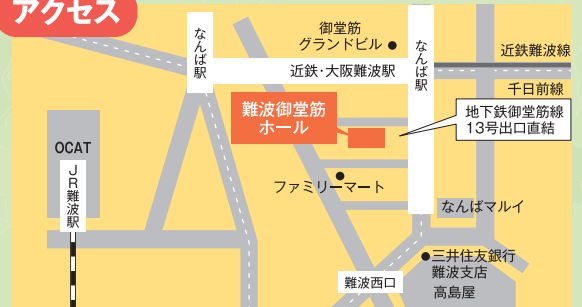 アクセス
なんば駅
御堂筋
グランドビル
なんば駅
近鉄難波線
近鉄・大阪難波駅
千日前線
難波御堂筋
ホール
地下鉄御堂筋線
13号出口直結
OCAT
JR難波駅
ファミリーマート
なんばマルイ
三井住友銀行
難波支店
難波西口
高島屋